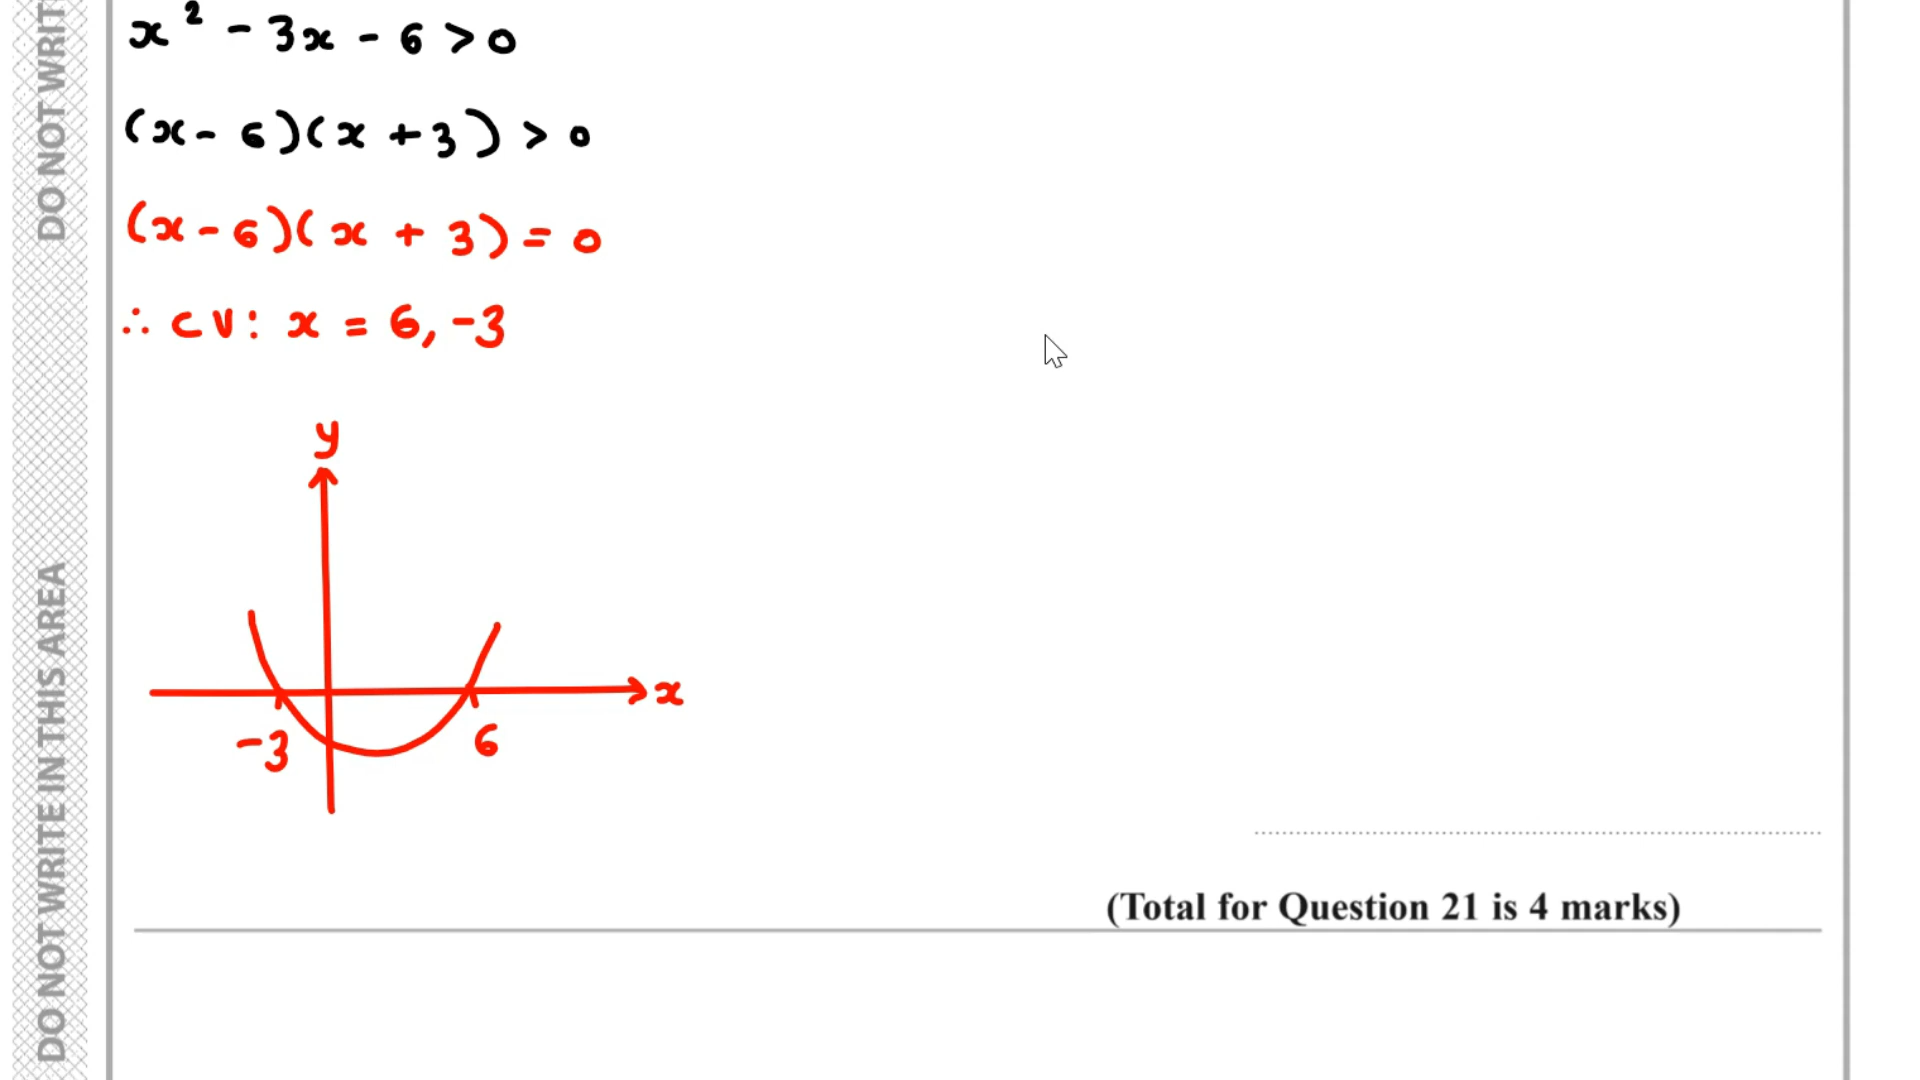 DO NOT WRIT
DO NOT WRITE IN THIS AREA
x² - 3x - 6 > 0
(x - 6)(x + 3) > 0
(x - 6)(x + 3) = 0
∴ CV: x = 6, -3
y
x
-3
6
(Total for Question 21 is 4 marks)